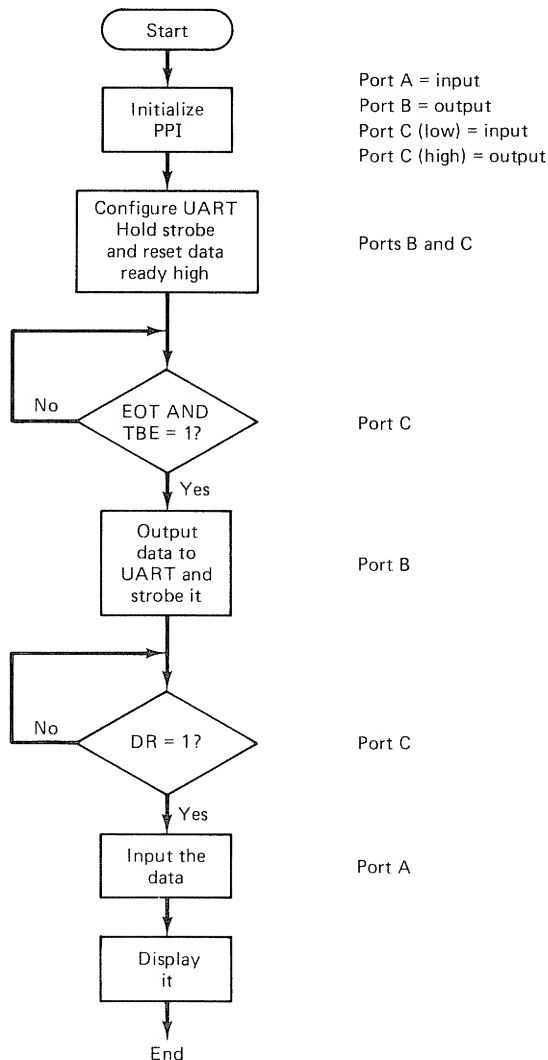 Start
Initialize
PPI
Port A = input
Port B = output
Port C (low) = input
Port C (high) = output
Configure UART
Hold strobe
and reset data
ready high
Ports B and C
No
EOT AND
TBE = 1?
Port C
Yes
Output
data to
UART and
strobe it
Port B
No
DR = 1?
Port C
Yes
Input the
data
Port A
Display
it
End